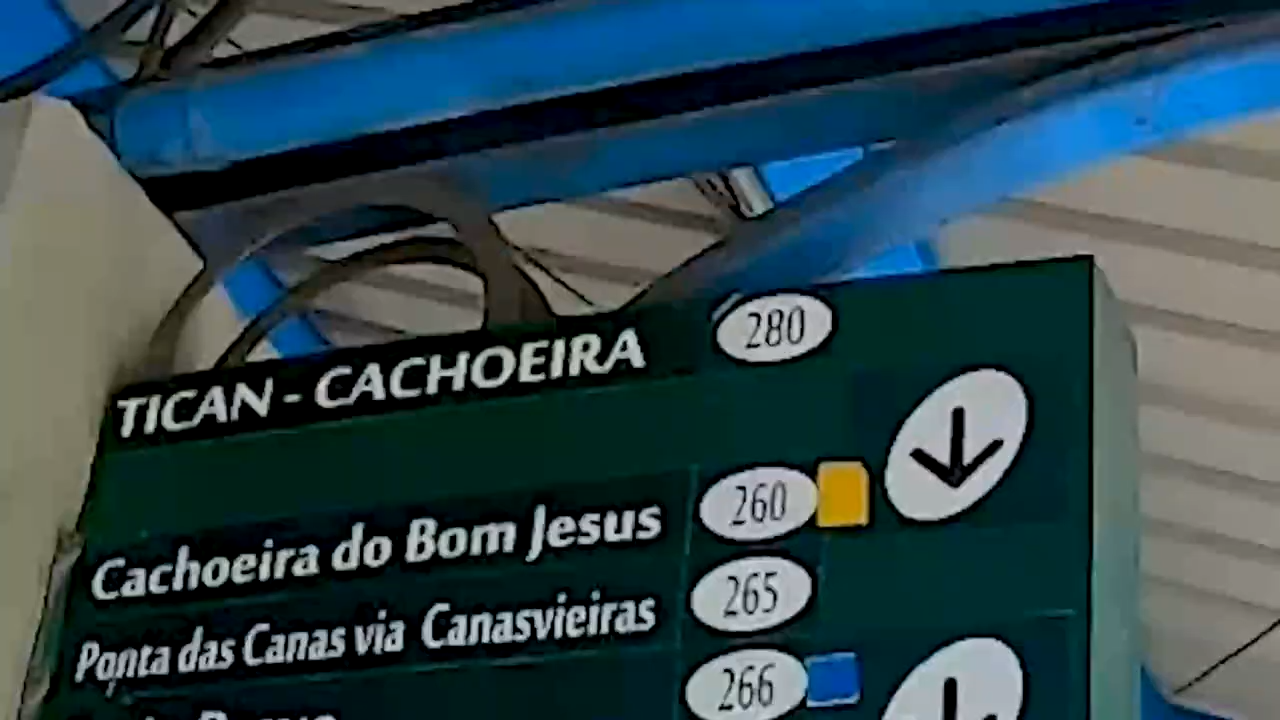 TICAN - CACHOEIRA 280
Cachoeira do Bom Jesus 260
Ponta das Canas via Canasvieiras 265
266